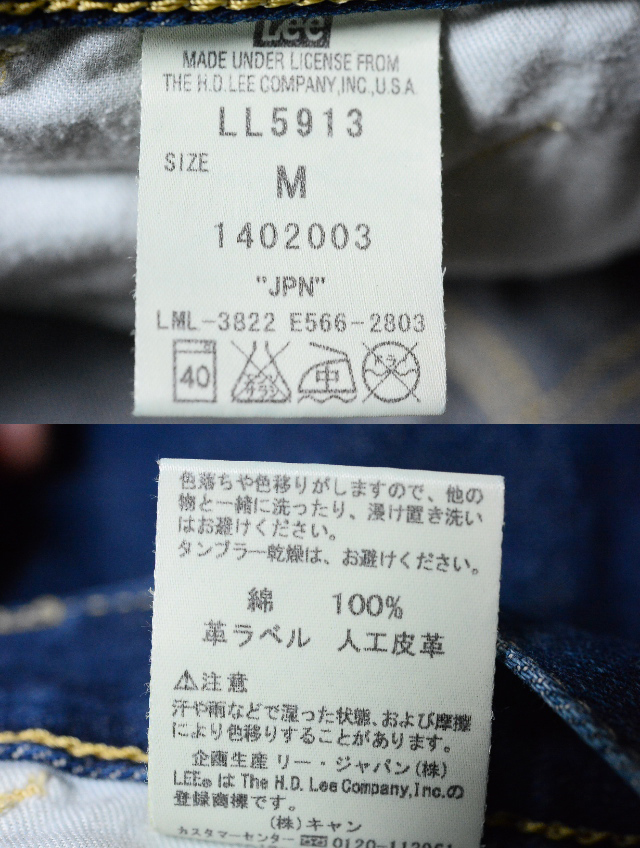 Lee
MADE UNDER LICENSE FROM
THE H.D. LEE COMPANY, INC., U.S.A
LL5913
SIZE
M
1402003
"JPN"
LML-3822 E566-2803
40
中
色落ちや色移りがしますので、他の
物と一緒に洗ったり、浸け置き洗い
はお避けください。
タンブラー乾燥は、お避けください。
綿 100%
革ラベル 人工皮革
⚠注意
汗や雨などで湿った状態、および摩擦
により色移りすることがあります。
企画生産 リー・ジャパン(株)
LEE® は The H.D. Lee Company, Inc. の
登録商標です。
(株)キャン
カスタマーセンター 0120-